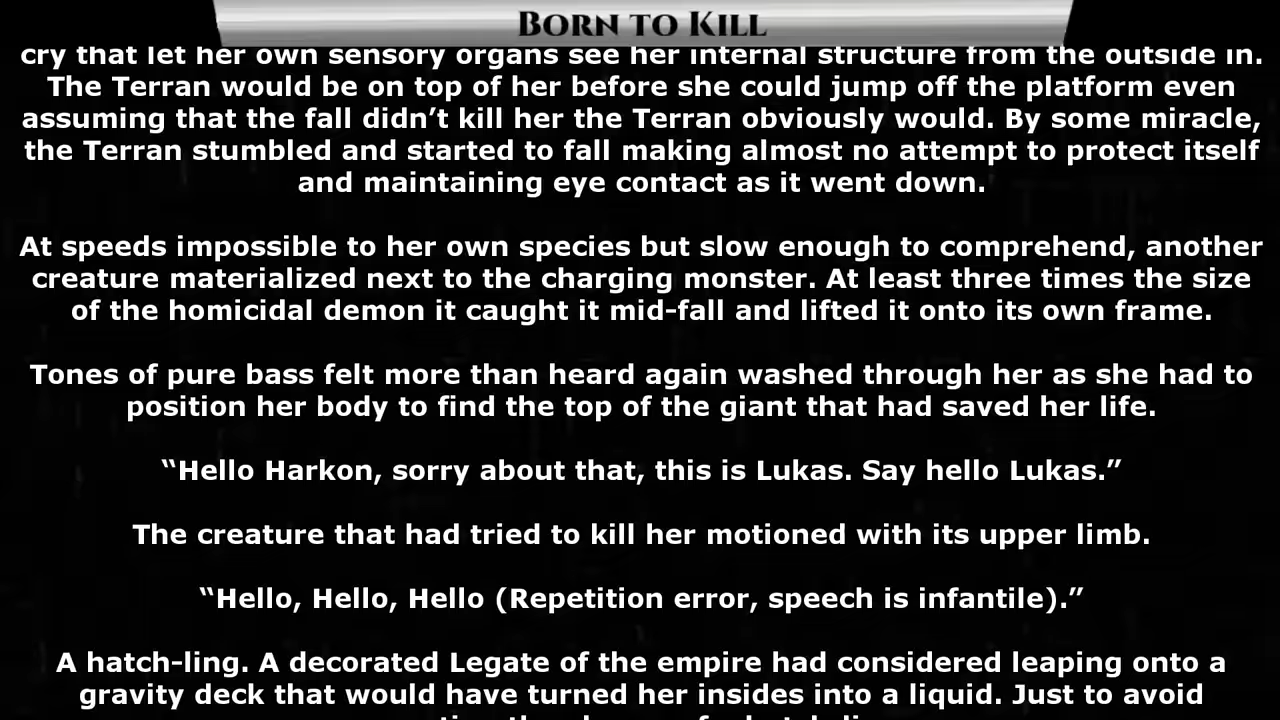 Born to Kill
cry that let her own sensory organs see her internal structure from the outside in.
The Terran would be on top of her before she could jump off the platform even
assuming that the fall didn’t kill her the Terran obviously would. By some miracle,
the Terran stumbled and started to fall making almost no attempt to protect itself
and maintaining eye contact as it went down.
At speeds impossible to her own species but slow enough to comprehend, another
creature materialized next to the charging monster. At least three times the size
of the homicidal demon it caught it mid-fall and lifted it onto its own frame.
Tones of pure bass felt more than heard again washed through her as she had to
position her body to find the top of the giant that had saved her life.
“Hello Harkon, sorry about that, this is Lukas. Say hello Lukas.”
The creature that had tried to kill her motioned with its upper limb.
“Hello, Hello, Hello (Repetition error, speech is infantile).”
A hatch-ling. A decorated Legate of the empire had considered leaping onto a
gravity deck that would have turned her insides into a liquid. Just to avoid